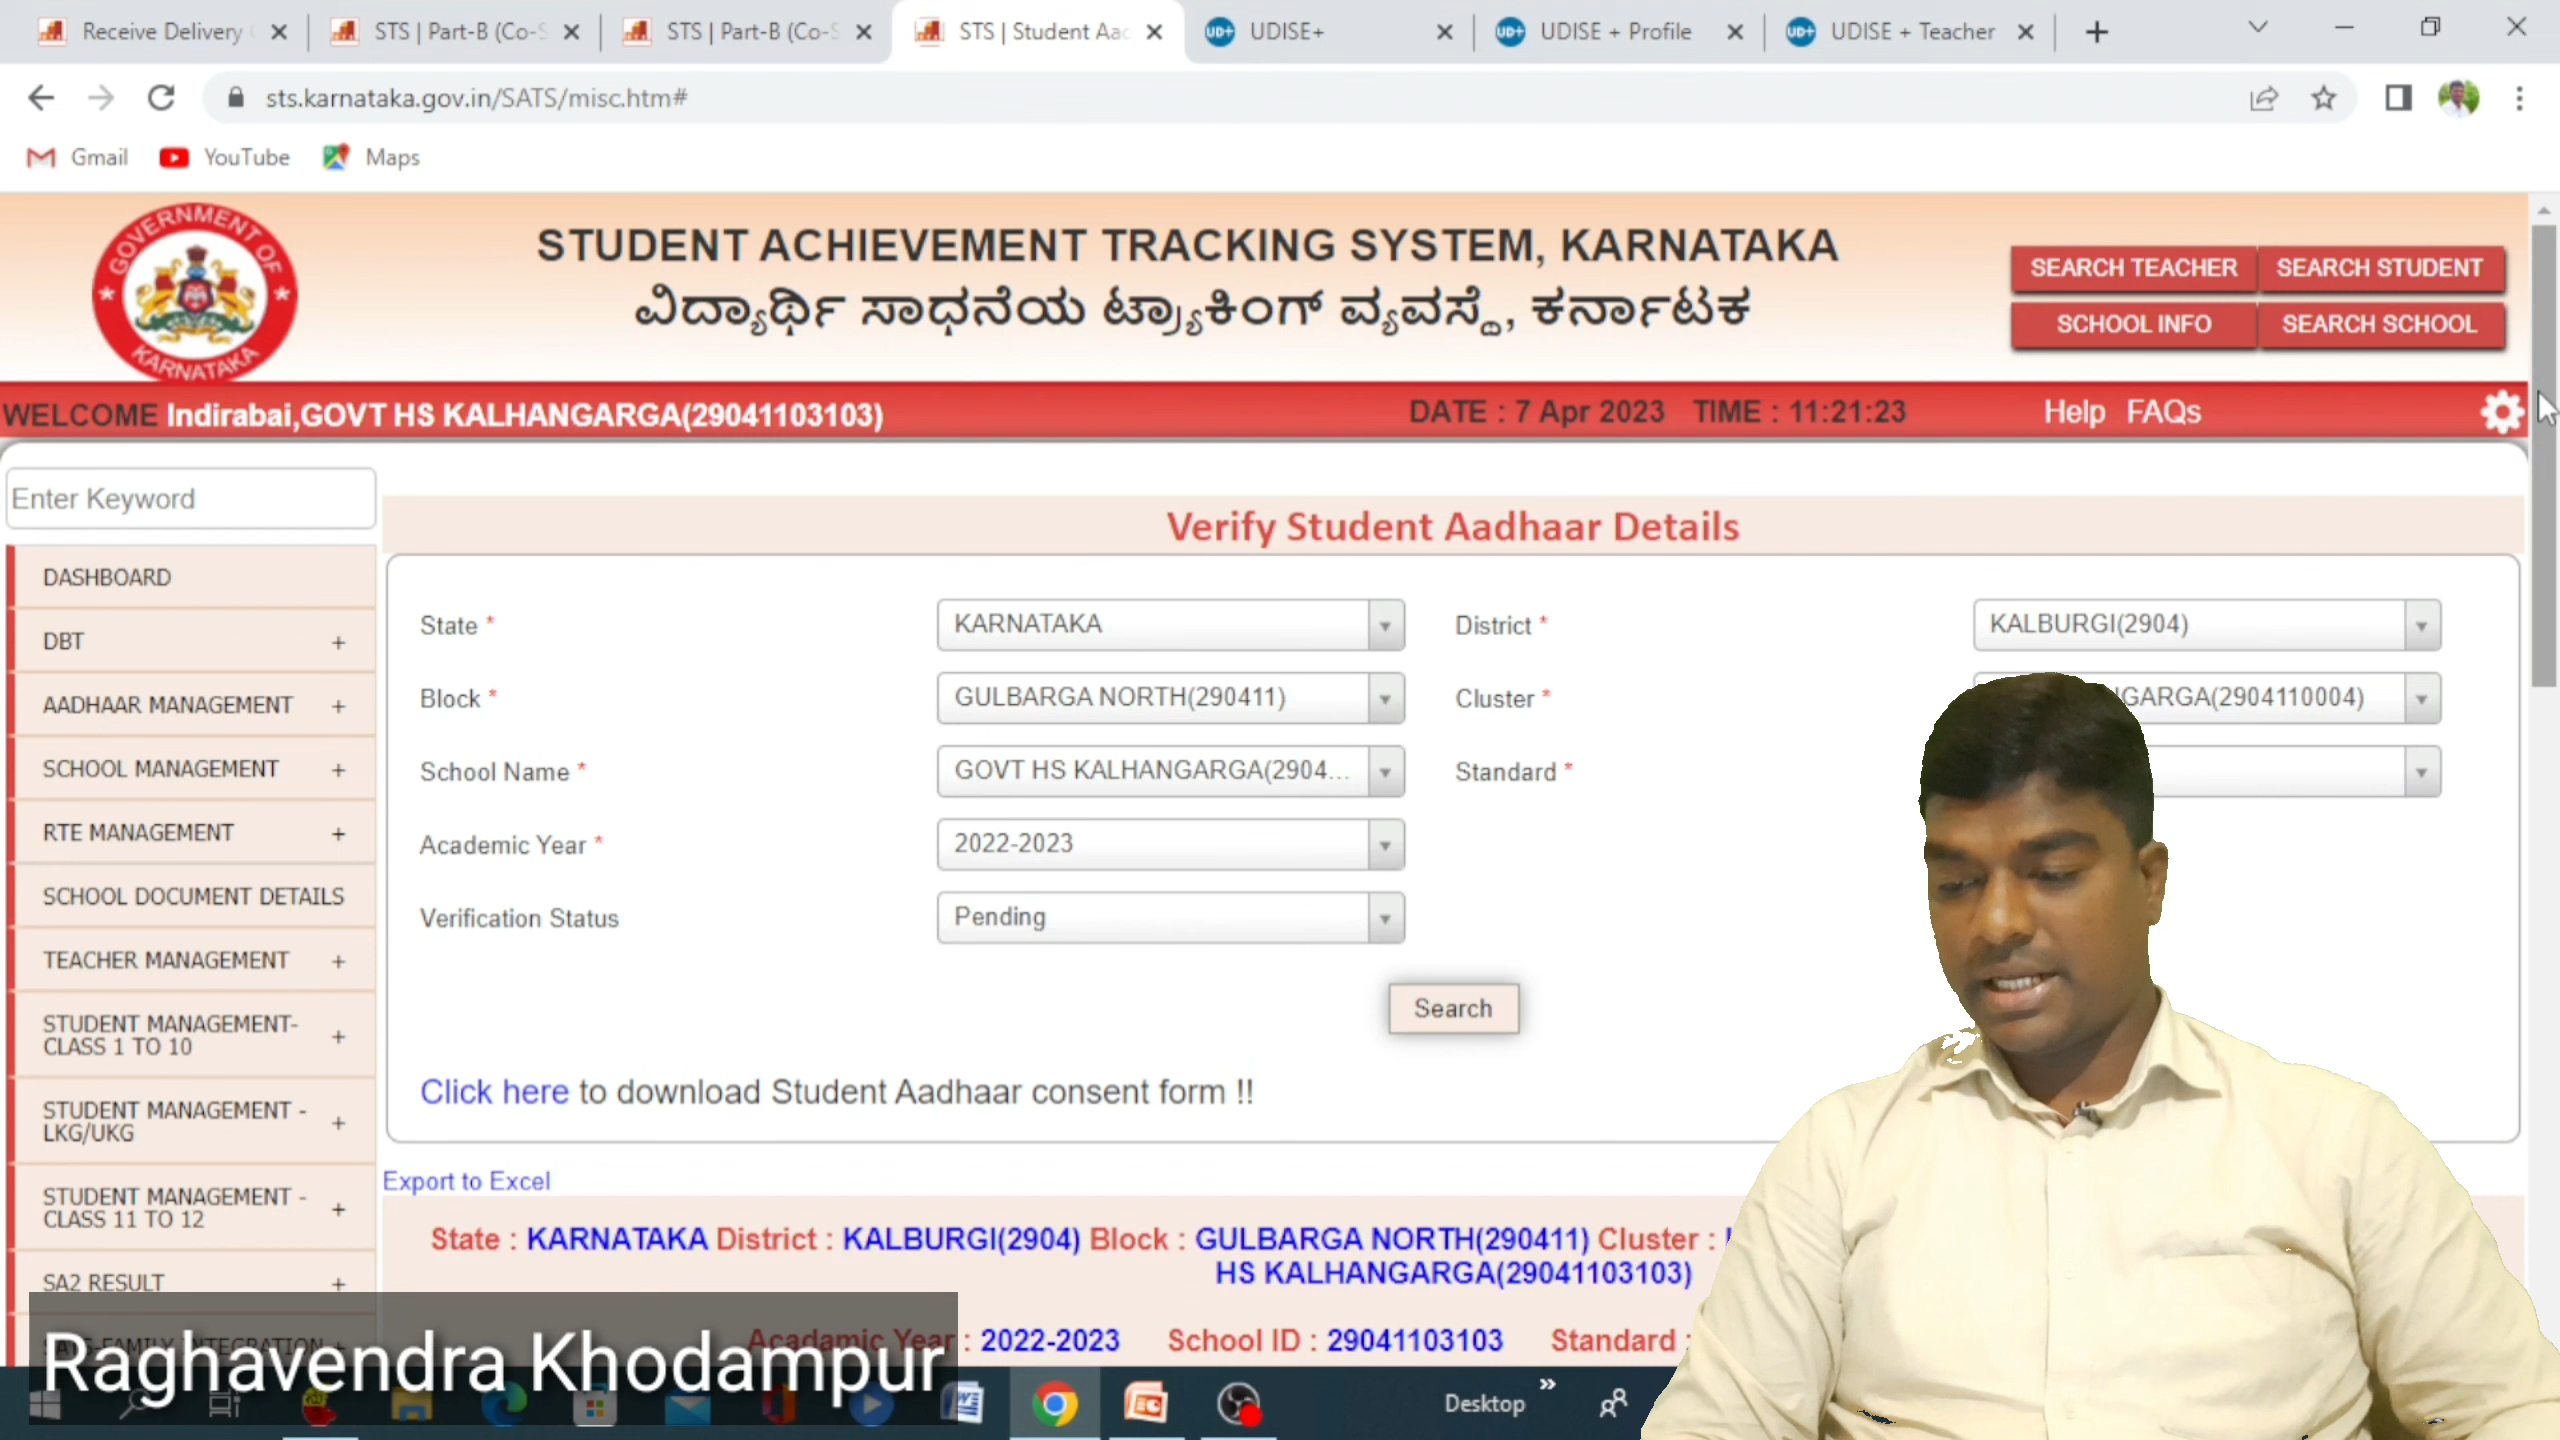 Receive Delivery
STS | Part-B (Co-S
STS | Part-B (Co-S
STS | Student Aad
UDISE+
UDISE + Profile
UDISE + Teacher
sts.karnataka.gov.in/SATS/misc.htm#
Gmail
YouTube
Maps
GOVERNMENT OF
KARNATAKA
STUDENT ACHIEVEMENT TRACKING SYSTEM, KARNATAKA
ವಿದ್ಯಾರ್ಥಿ ಸಾಧನೆಯ ಟ್ರ್ಯಾಕಿಂಗ್ ವ್ಯವಸ್ಥೆ, ಕರ್ನಾಟಕ
SEARCH TEACHER
SEARCH STUDENT
SCHOOL INFO
SEARCH SCHOOL
WELCOME Indirabai,GOVT HS KALHANGARGA(29041103103)
DATE : 7 Apr 2023 TIME : 11:21:23
Help FAQs
Enter Keyword
DASHBOARD
DBT +
AADHAAR MANAGEMENT +
SCHOOL MANAGEMENT +
RTE MANAGEMENT +
SCHOOL DOCUMENT DETAILS
TEACHER MANAGEMENT +
STUDENT MANAGEMENT-
CLASS 1 TO 10 +
STUDENT MANAGEMENT -
LKG/UKG +
STUDENT MANAGEMENT -
CLASS 11 TO 12 +
SA2 RESULT +
SATS-FAMILY INTEGRATION +
Verify Student Aadhaar Details
State * KARNATAKA
District * KALBURGI(2904)
Block * GULBARGA NORTH(290411)
Cluster * NGARGA(2904110004)
School Name * GOVT HS KALHANGARGA(2904...
Standard *
Academic Year * 2022-2023
Verification Status Pending
Search
Click here to download Student Aadhaar consent form !!
Export to Excel
State : KARNATAKA District : KALBURGI(2904) Block : GULBARGA NORTH(290411) Cluster :
HS KALHANGARGA(29041103103)
Acadamic Year : 2022-2023 School ID : 29041103103 Standard :
Raghavendra Khodampur
Desktop